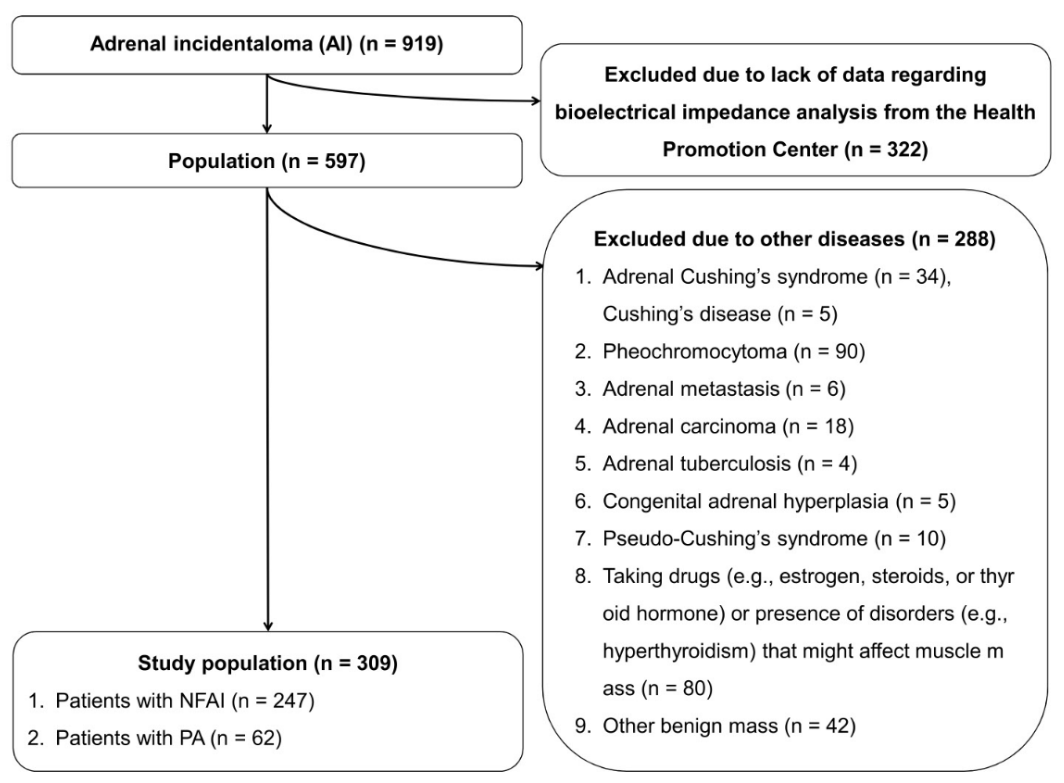 Adrenal incidentaloma (AI) (n = 919)
Excluded due to lack of data regarding
bioelectrical impedance analysis from the Health
Promotion Center (n = 322)
Population (n = 597)
Excluded due to other diseases (n = 288)
1. Adrenal Cushing's syndrome (n = 34),
Cushing's disease (n = 5)
2. Pheochromocytoma (n = 90)
3. Adrenal metastasis (n = 6)
4. Adrenal carcinoma (n = 18)
5. Adrenal tuberculosis (n = 4)
6. Congenital adrenal hyperplasia (n = 5)
7. Pseudo-Cushing's syndrome (n = 10)
8. Taking drugs (e.g., estrogen, steroids, or thyr
oid hormone) or presence of disorders (e.g.,
hyperthyroidism) that might affect muscle m
ass (n = 80)
9. Other benign mass (n = 42)
Study population (n = 309)
1. Patients with NFAI (n = 247)
2. Patients with PA (n = 62)